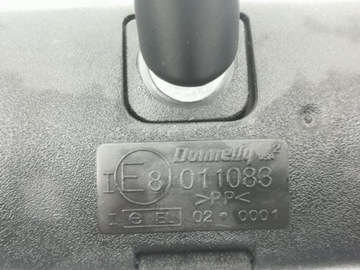 Donnelly
I E8 011083
>PP<
I e E 02 - 0001